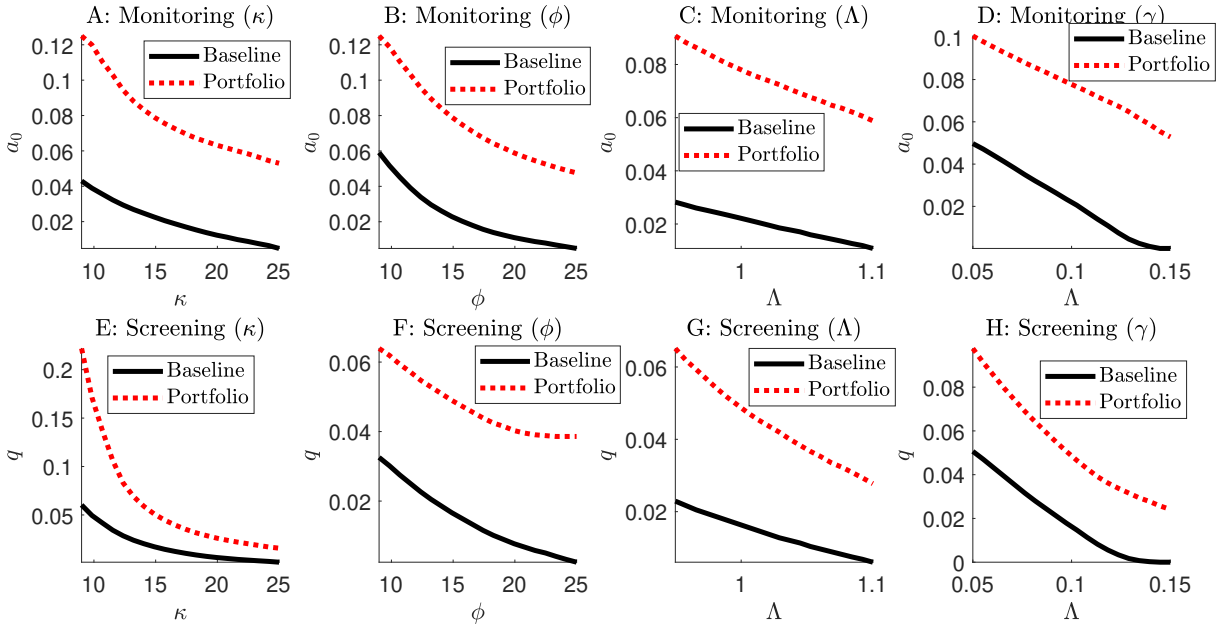 A: Monitoring (κ)
0.12
0.1
0.08
0.06
0.04
0.02
a₀
10 15 20 25
κ
Baseline
Portfolio
B: Monitoring (ϕ)
0.12
0.1
0.08
0.06
0.04
0.02
a₀
10 15 20 25
ϕ
Baseline
Portfolio
C: Monitoring (Λ)
0.08
0.06
0.04
0.02
a₀
1 1.1
Λ
Baseline
Portfolio
D: Monitoring (γ)
0.1
0.08
0.06
0.04
0.02
a₀
0.05 0.1 0.15
Λ
Baseline
Portfolio
E: Screening (κ)
0.2
0.15
0.1
0.05
q
10 15 20 25
κ
Baseline
Portfolio
F: Screening (ϕ)
0.06
0.04
0.02
q
10 15 20 25
ϕ
Baseline
Portfolio
G: Screening (Λ)
0.06
0.04
0.02
q
1 1.1
Λ
Baseline
Portfolio
H: Screening (γ)
0.08
0.06
0.04
0.02
0
q
0.05 0.1 0.15
Λ
Baseline
Portfolio